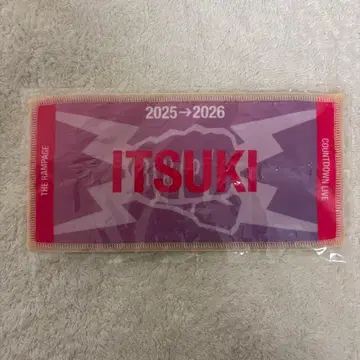 2025→2026
THE RAMPAGE
ITSUKI
COUNTDOWN LIVE